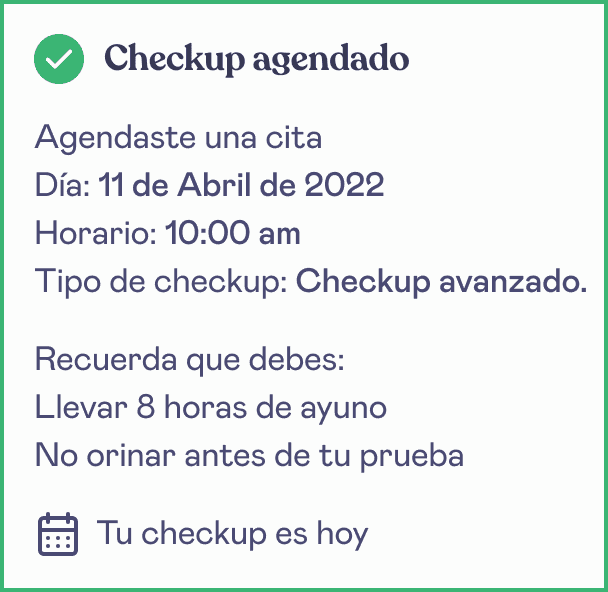 Checkup agendado
Agendaste una cita
Día: 11 de Abril de 2022
Horario: 10:00 am
Tipo de checkup: Checkup avanzado.
Recuerda que debes:
Llevar 8 horas de ayuno
No orinar antes de tu prueba
Tu checkup es hoy